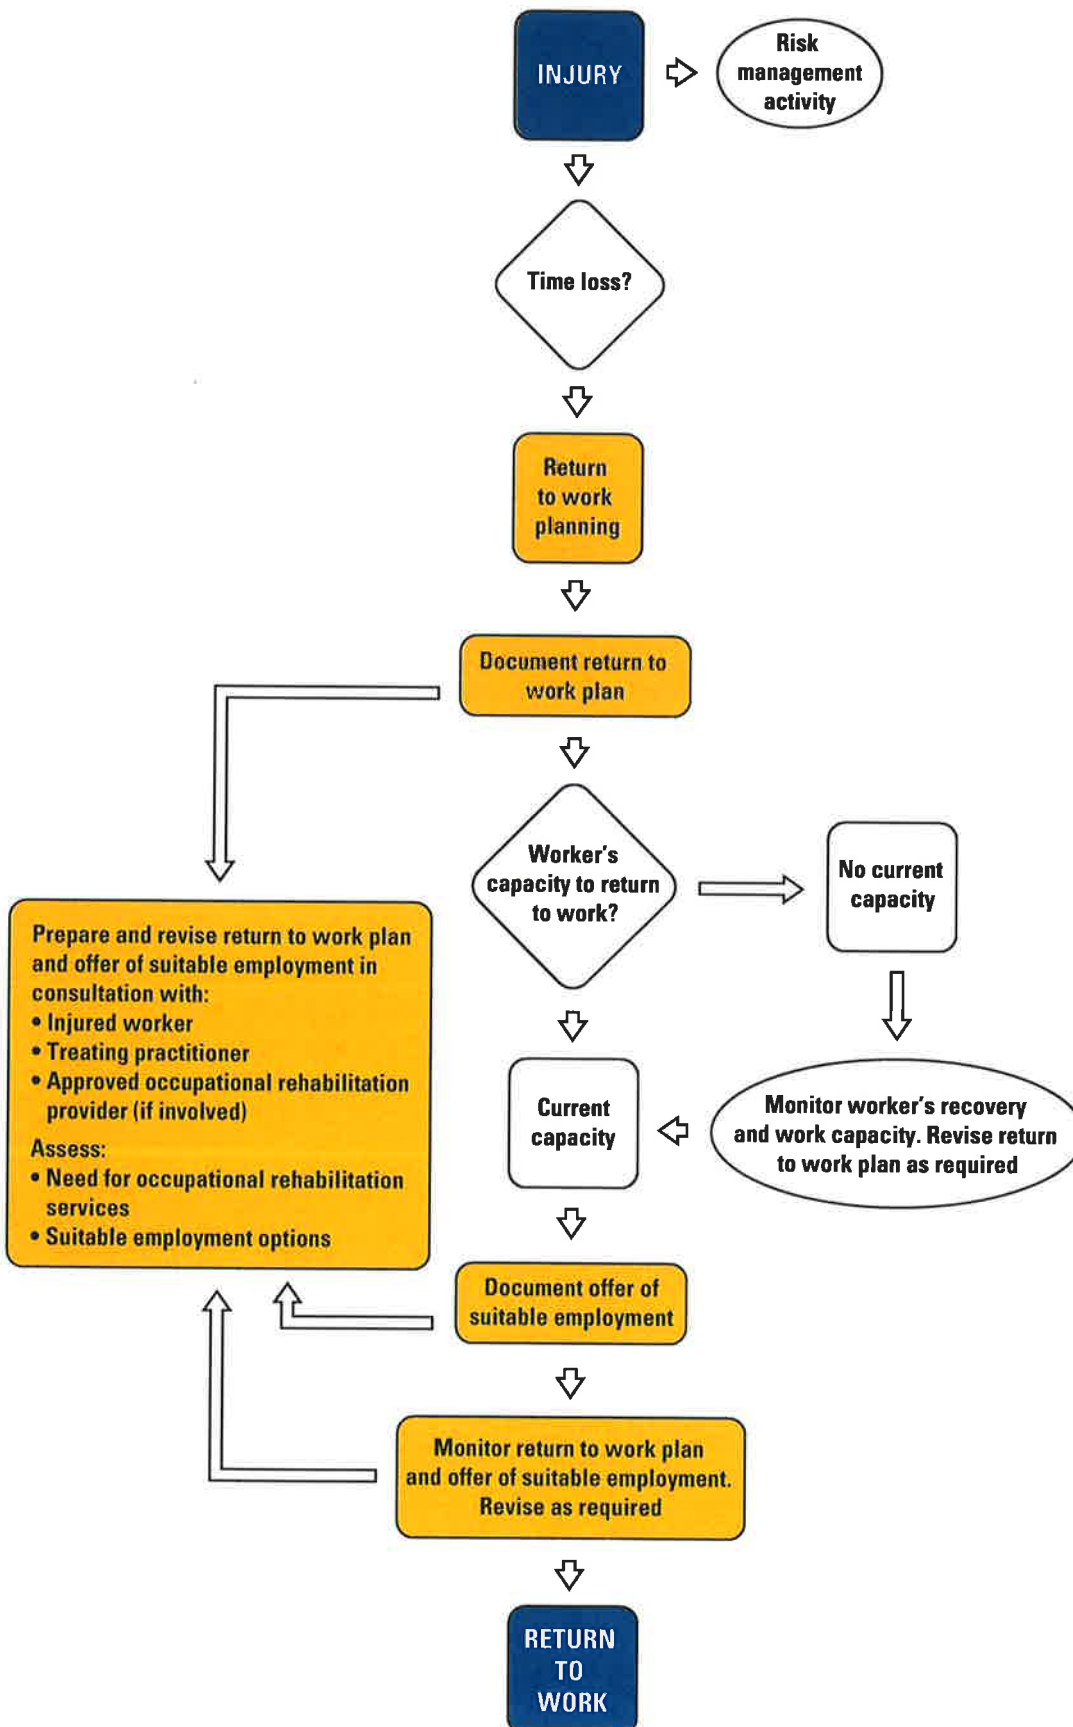 INJURY
Risk
management
activity
Time loss?
Return
to work
planning
Document return to
work plan
Worker's
capacity to return
to work?
No current
capacity
Prepare and revise return to work plan
and offer of suitable employment in
consultation with:
• Injured worker
• Treating practitioner
• Approved occupational rehabilitation
provider (if involved)
Assess:
• Need for occupational rehabilitation
services
• Suitable employment options
Current
capacity
Monitor worker's recovery
and work capacity. Revise return
to work plan as required
Document offer of
suitable employment
Monitor return to work plan
and offer of suitable employment.
Revise as required
RETURN
TO
WORK